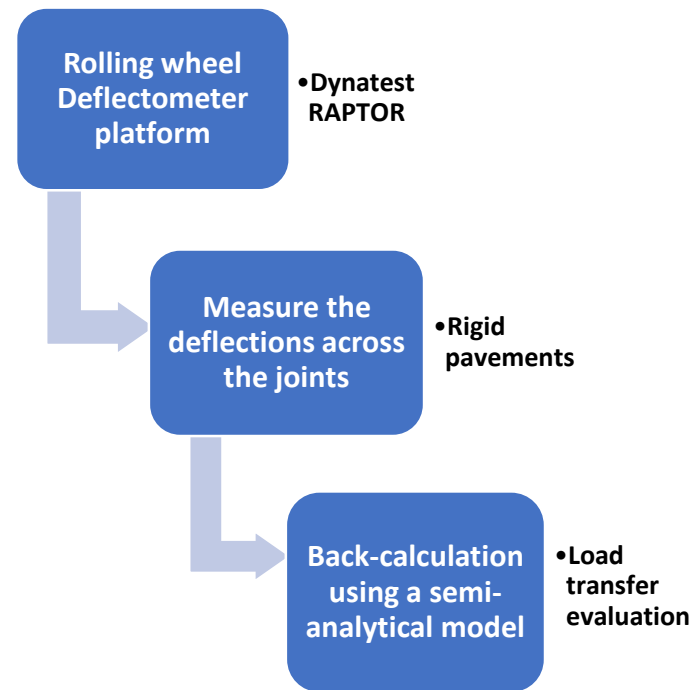 Rolling wheel
Deflectometer
platform
•Dynatest
RAPTOR
Measure the
deflections across
the joints
•Rigid
pavements
Back-calculation
using a semi-
analytical model
•Load
transfer
evaluation